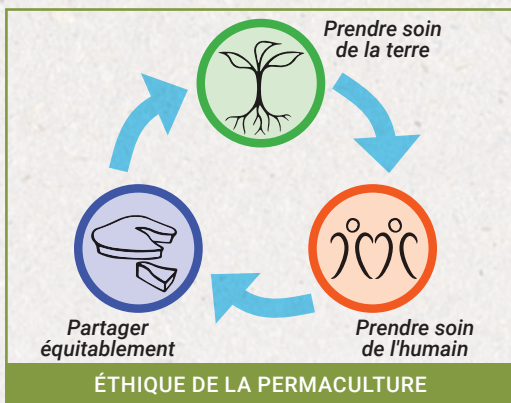 Prendre soin
de la terre
Prendre soin
de l'humain
Partager
équitablement
ÉTHIQUE DE LA PERMACULTURE